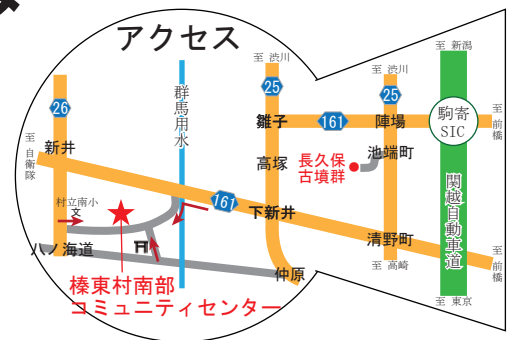 アクセス
至 渋川
至 新潟
至 渋川
26
群馬用水
25
25
雛子
161
陣場
駒寄
SIC
至 前橋
至 自衛隊
新井
高塚
長久保
古墳群
池端町
村立南小
文
161
下新井
関越自動車道
清野町
八ノ海道
至 高崎
至 前橋
仲原
榛東村南部
コミュニティセンター
至 東京